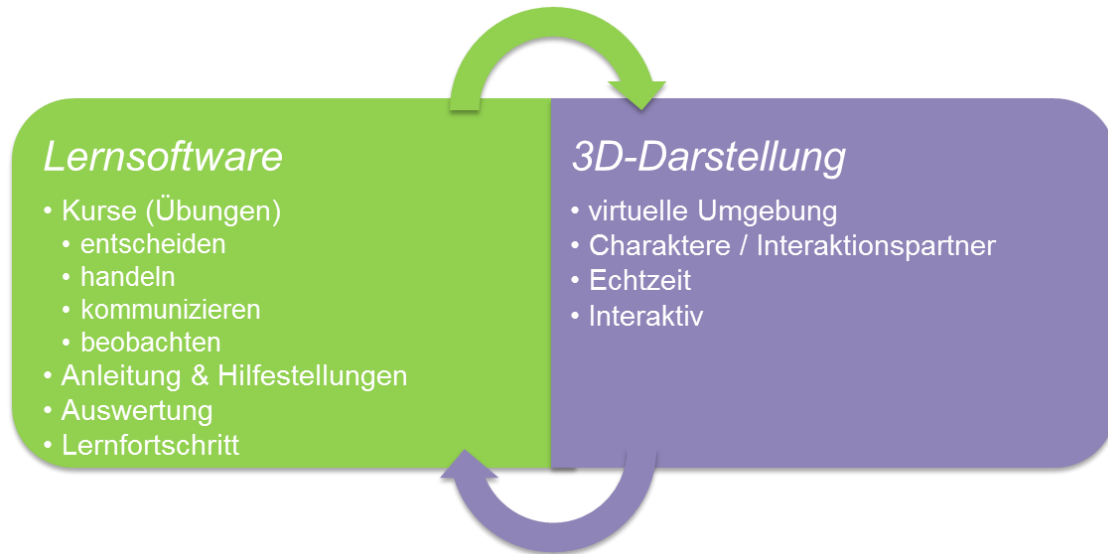 Lernsoftware
• Kurse (Übungen)
• entscheiden
• handeln
• kommunizieren
• beobachten
• Anleitung & Hilfestellungen
• Auswertung
• Lernfortschritt
3D-Darstellung
• virtuelle Umgebung
• Charaktere / Interaktionspartner
• Echtzeit
• Interaktiv